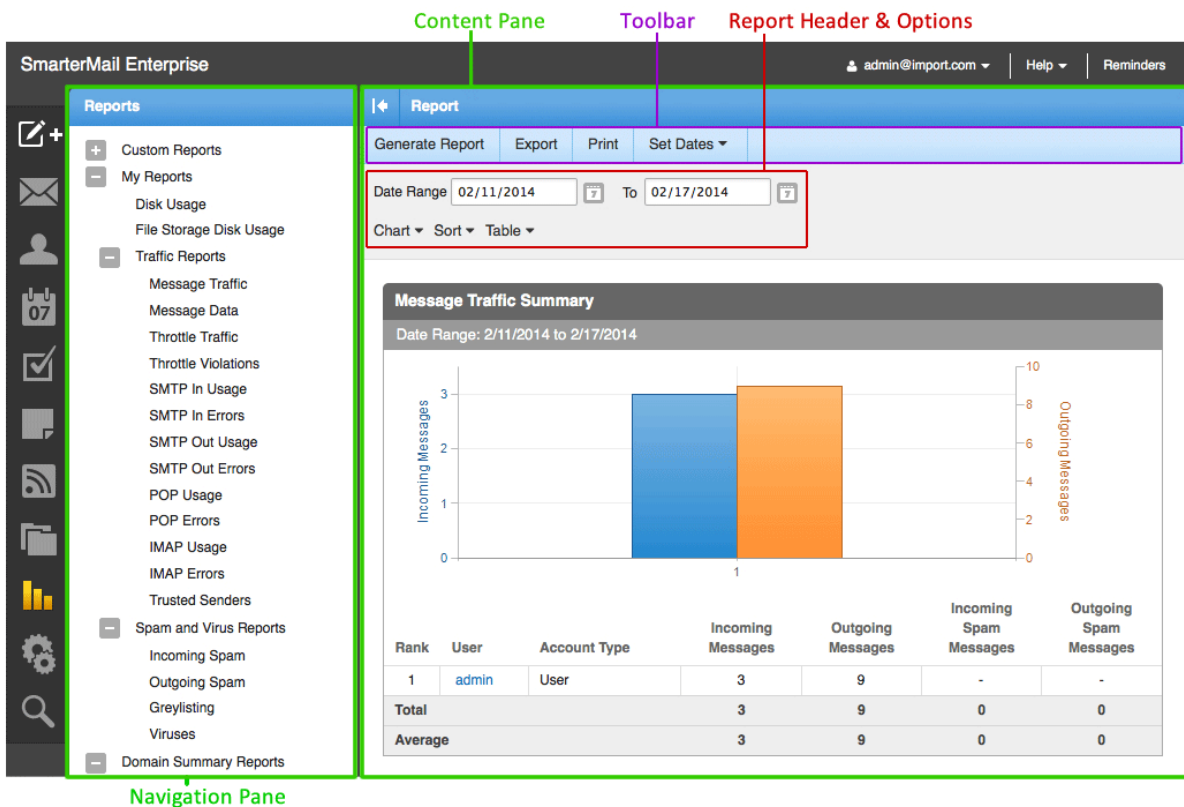 Content Pane
Toolbar
Report Header & Options
SmarterMail Enterprise
admin@import.com
Help
Reminders
Reports
Custom Reports
My Reports
Disk Usage
File Storage Disk Usage
Traffic Reports
Message Traffic
Message Data
Throttle Traffic
Throttle Violations
SMTP In Usage
SMTP In Errors
SMTP Out Usage
SMTP Out Errors
POP Usage
POP Errors
IMAP Usage
IMAP Errors
Trusted Senders
Spam and Virus Reports
Incoming Spam
Outgoing Spam
Greylisting
Viruses
Domain Summary Reports
07
Report
Generate Report
Export
Print
Set Dates
Date Range 02/11/2014 7 To 02/17/2014 7
Chart Sort Table
Message Traffic Summary
Date Range: 2/11/2014 to 2/17/2014
Incoming Messages
3
2
1
0
1
10
8
6
4
2
0
Outgoing Messages
Rank User Account Type Incoming Messages Outgoing Messages Incoming Spam Messages Outgoing Spam Messages
1 admin User 3 9 - -
Total 3 9 0 0
Average 3 9 0 0
Navigation Pane